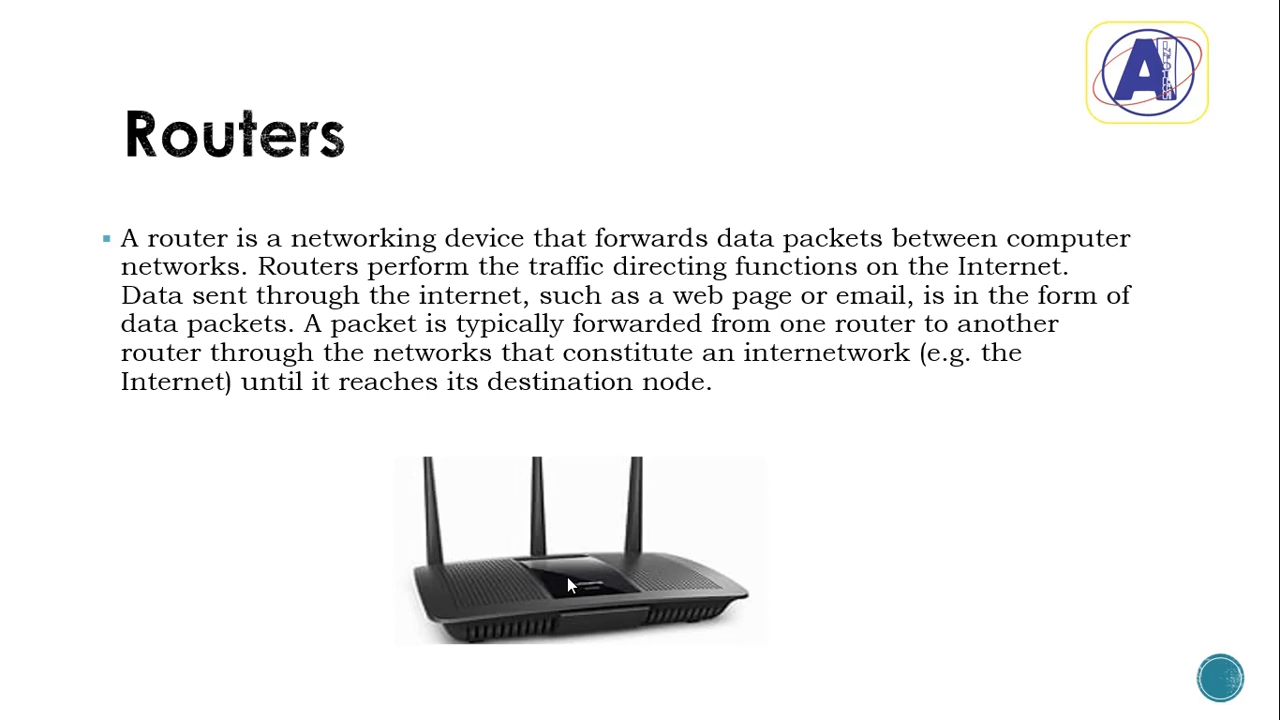 Routers
A router is a networking device that forwards data packets between computer
networks. Routers perform the traffic directing functions on the Internet.
Data sent through the internet, such as a web page or email, is in the form of
data packets. A packet is typically forwarded from one router to another
router through the networks that constitute an internetwork (e.g. the
Internet) until it reaches its destination node.